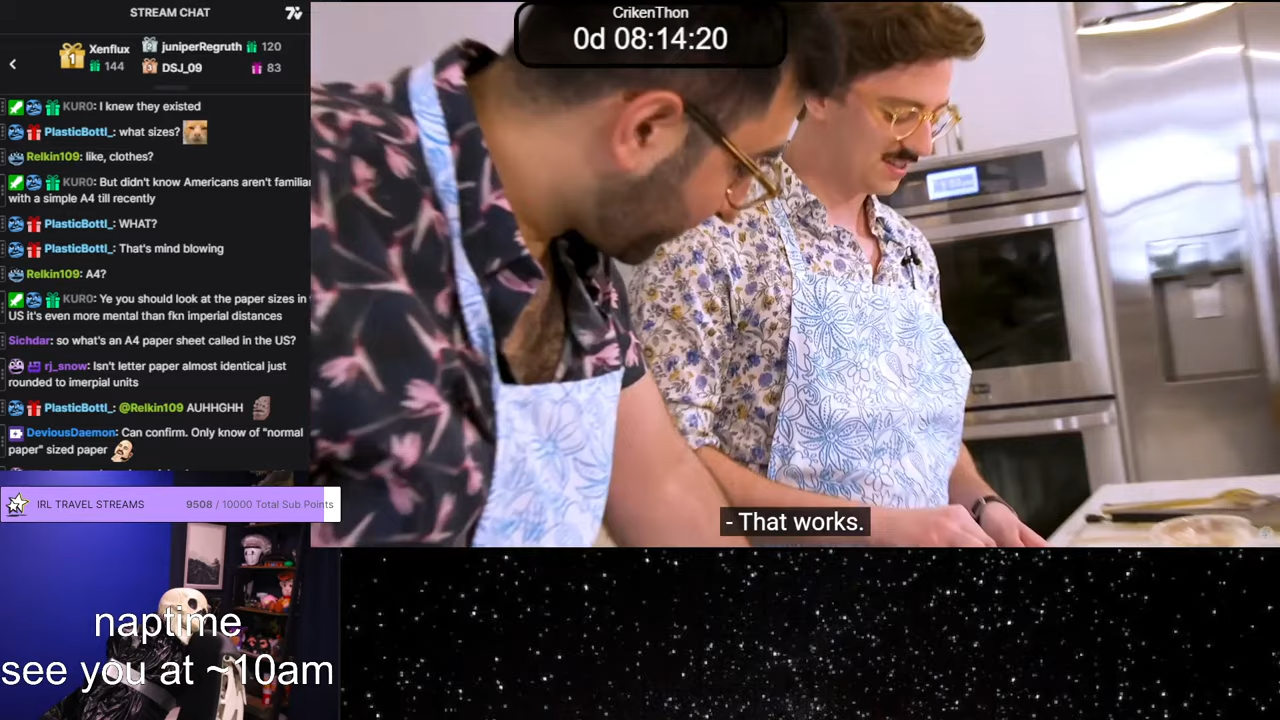 STREAM CHAT
Xenflux
144
juniperRegruth 120
DSJ_09 83
KUR0: I knew they existed
PlasticBottl_: what sizes?
Relkin109: like, clothes?
KUR0: But didn't know Americans aren't familiar
with a simple A4 till recently
PlasticBottl_: WHAT?
PlasticBottl_: That's mind blowing
Relkin109: A4?
KUR0: Ye you should look at the paper sizes in
US it's even more mental than fkn imperial distances
Sichdar: so what's an A4 paper sheet called in the US?
rj_snow: Isn't letter paper almost identical just
rounded to imerpial units
PlasticBottl_: @Relkin109 AUHHGHH
DeviousDaemon: Can confirm. Only know of "normal
paper" sized paper
IRL TRAVEL STREAMS 9508 / 10000 Total Sub Points
naptime
see you at ~10am
CrikenThon
0d 08:14:20
- That works.